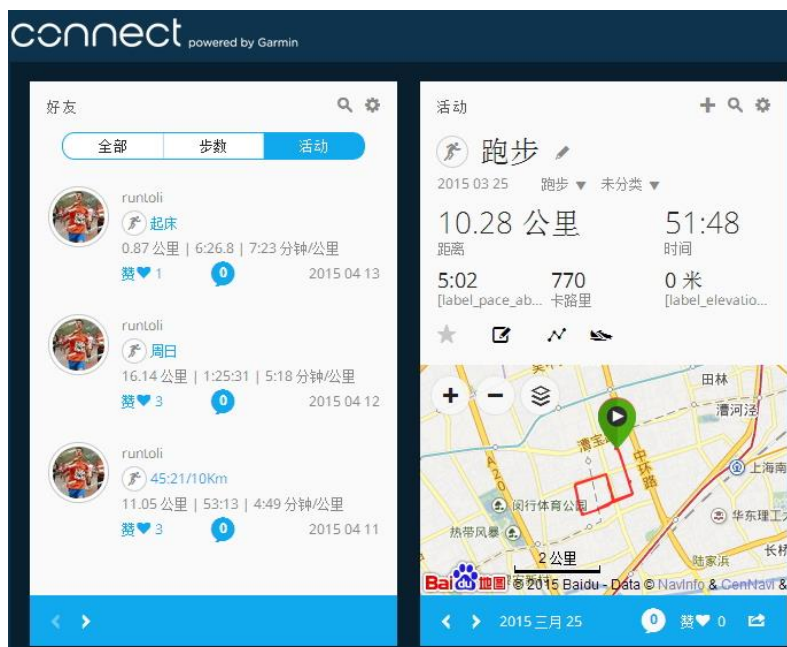 connect powered by Garmin
好友
全部 步数 活动
runtoli
起床
0.87 公里 | 6:26.8 | 7:23 分钟/公里
赞 1 0 2015 04 13
runtoli
周日
16.14 公里 | 1:25:31 | 5:18 分钟/公里
赞 3 0 2015 04 12
runtoli
45:21/10Km
11.05 公里 | 53:13 | 4:49 分钟/公里
赞 3 0 2015 04 11
活动
跑步
2015 03 25 跑步 未分类
10.28 公里 51:48
距离 时间
5:02 770 0 米
[label_pace_ab... 卡路里 [label_elevatio...
田林
漕河泾
漕宝路
中环路
A20
上海南
闵行体育公园
华东理工
热带风暴
2 公里
陆家浜
长桥
Bai du 地图 © 2015 Baidu - Data © NavInfo & CenNavi &
2015 三月 25 0 赞 0